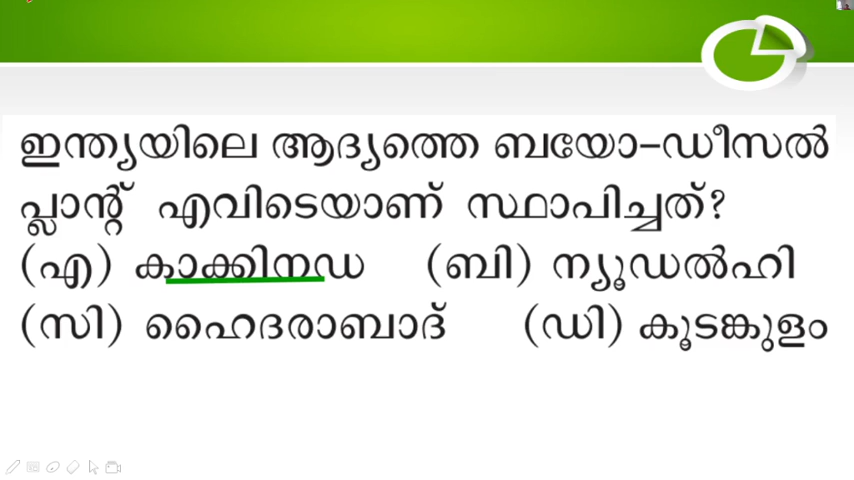 ഇന്ത്യയിലെ ആദ്യത്തെ ബയോ-ഡീസൽ
പ്ലാന്റ് എവിടെയാണ് സ്ഥാപിച്ചത്?
(എ) കാക്കിനഡ (ബി) ന്യൂഡൽഹി
(സി) ഹൈദരാബാദ് (ഡി) കൂടങ്കുളം